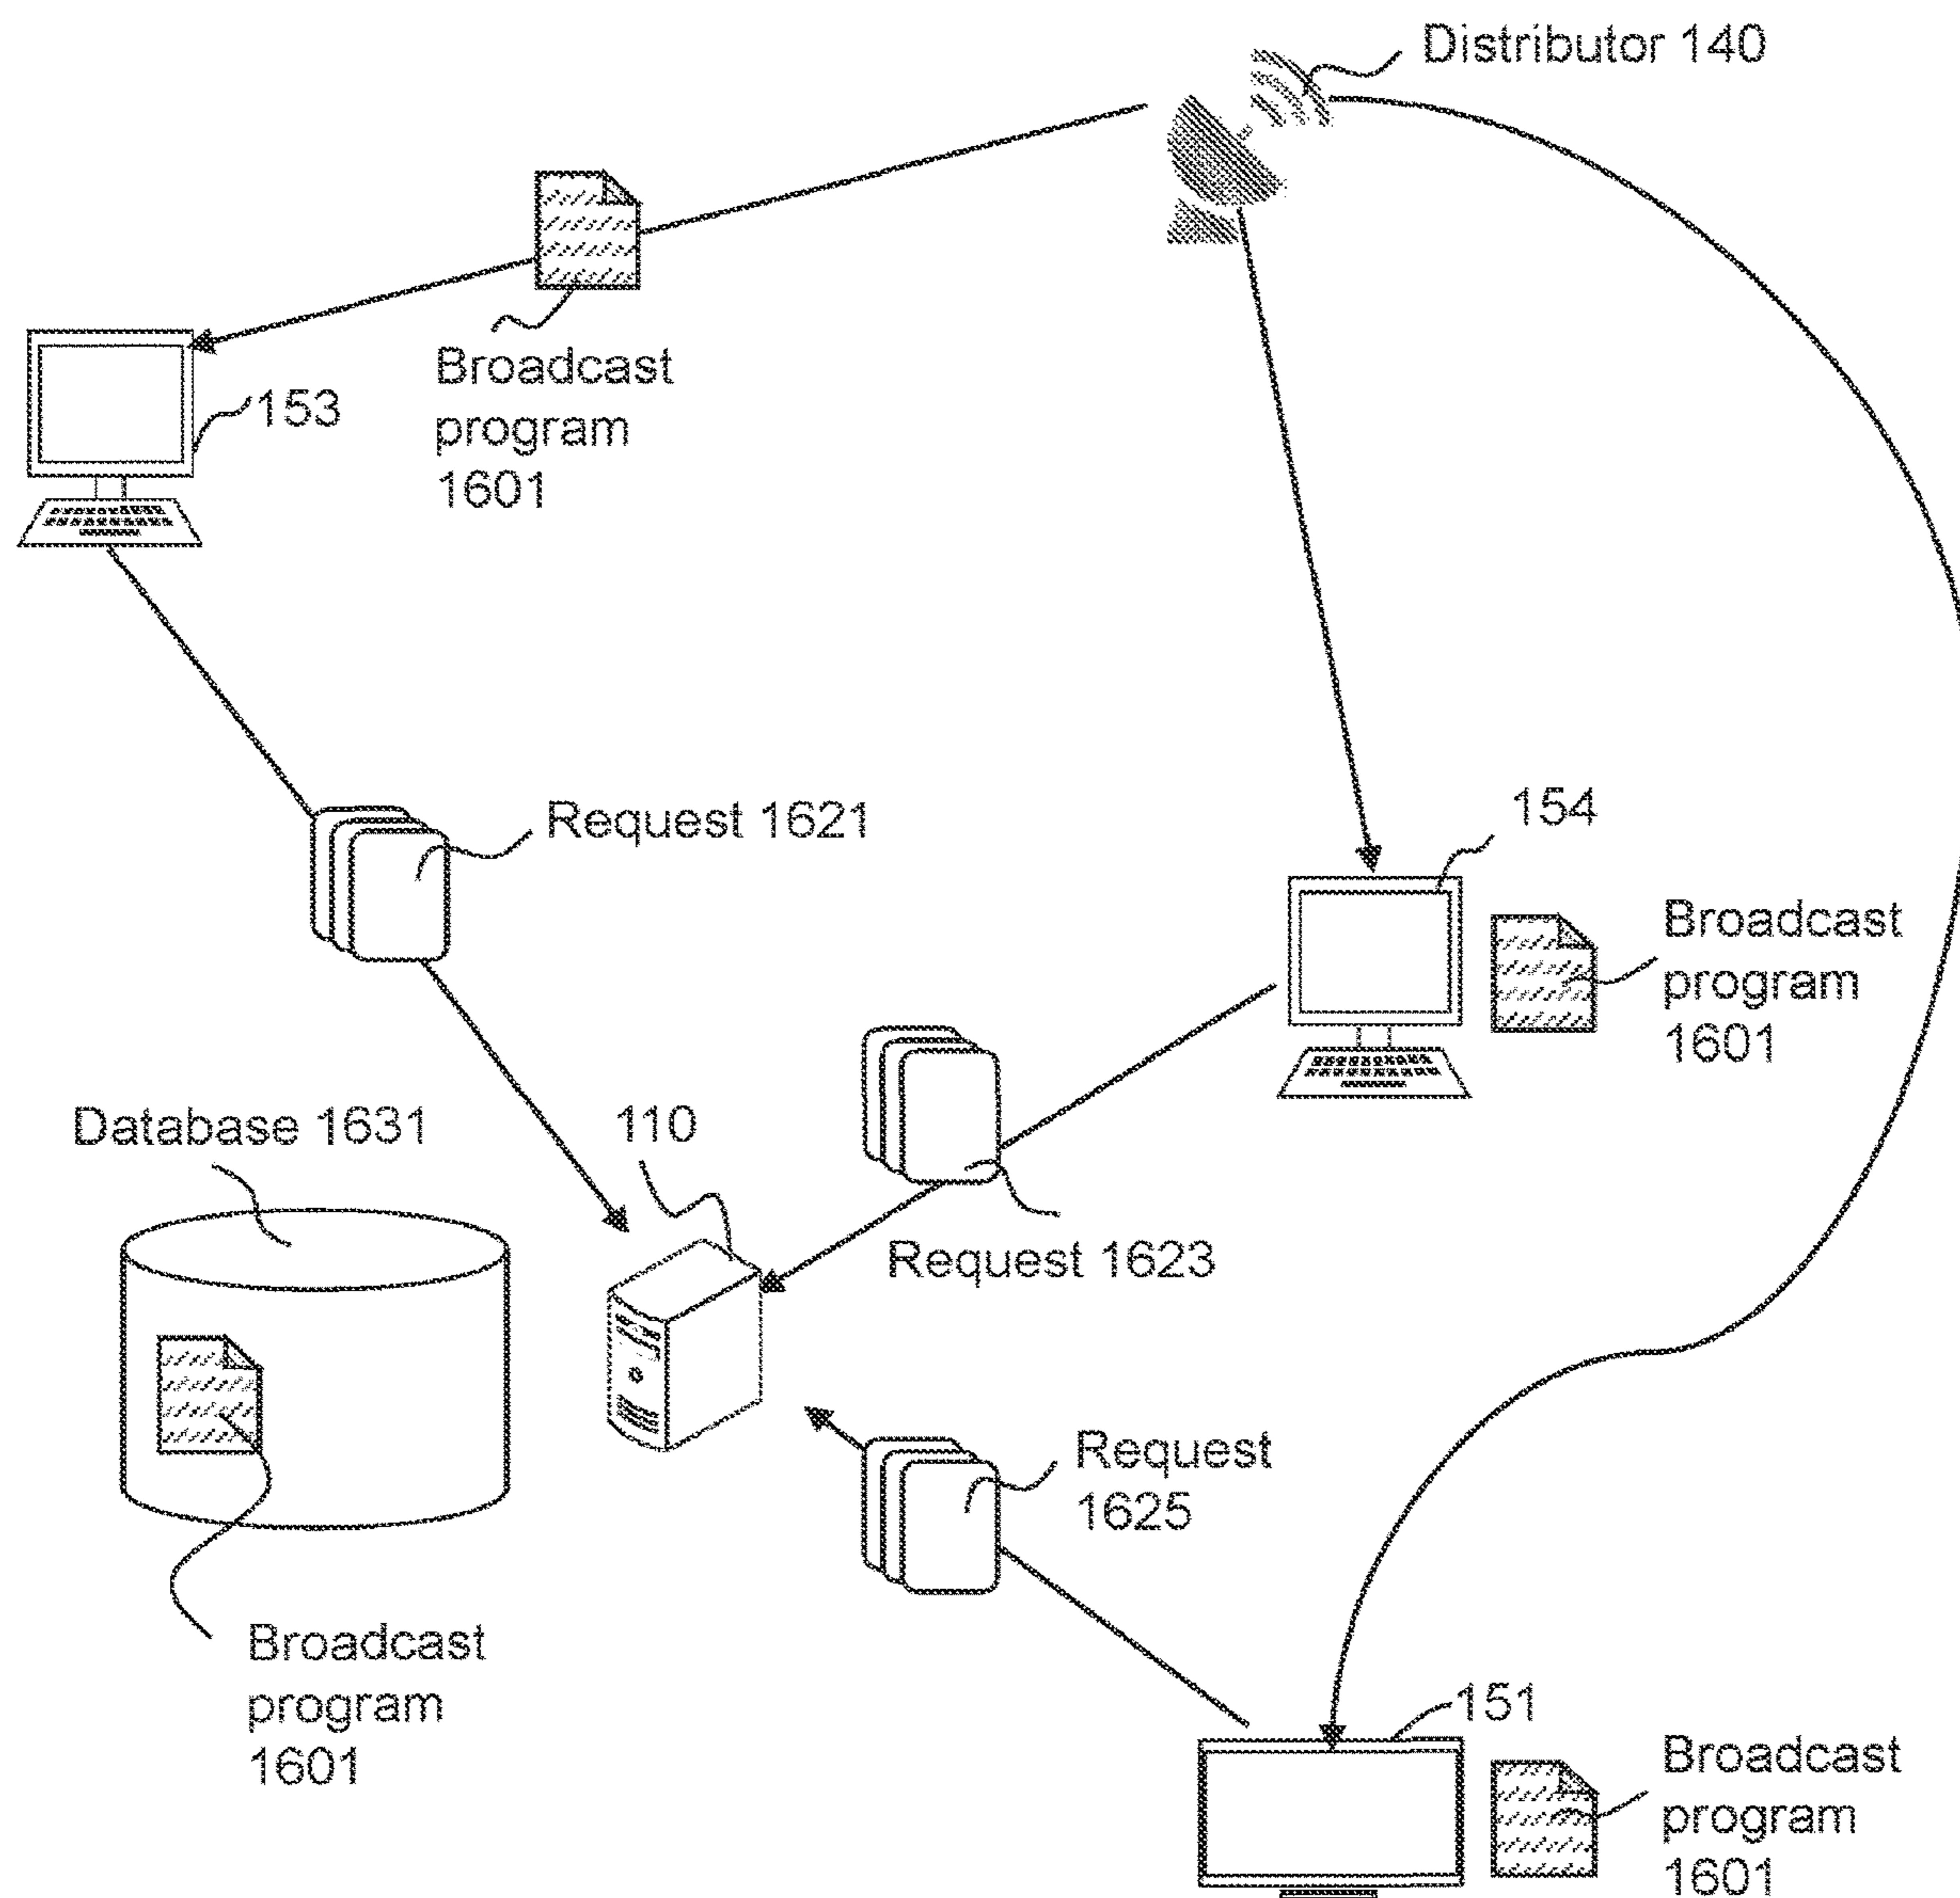 Distributor 140
Broadcast
program
1601
153
Request 1621
154
Broadcast
program
1601
Database 1631
110
Request 1623
Request
1625
Broadcast
program
1601
151
Broadcast
program
1601